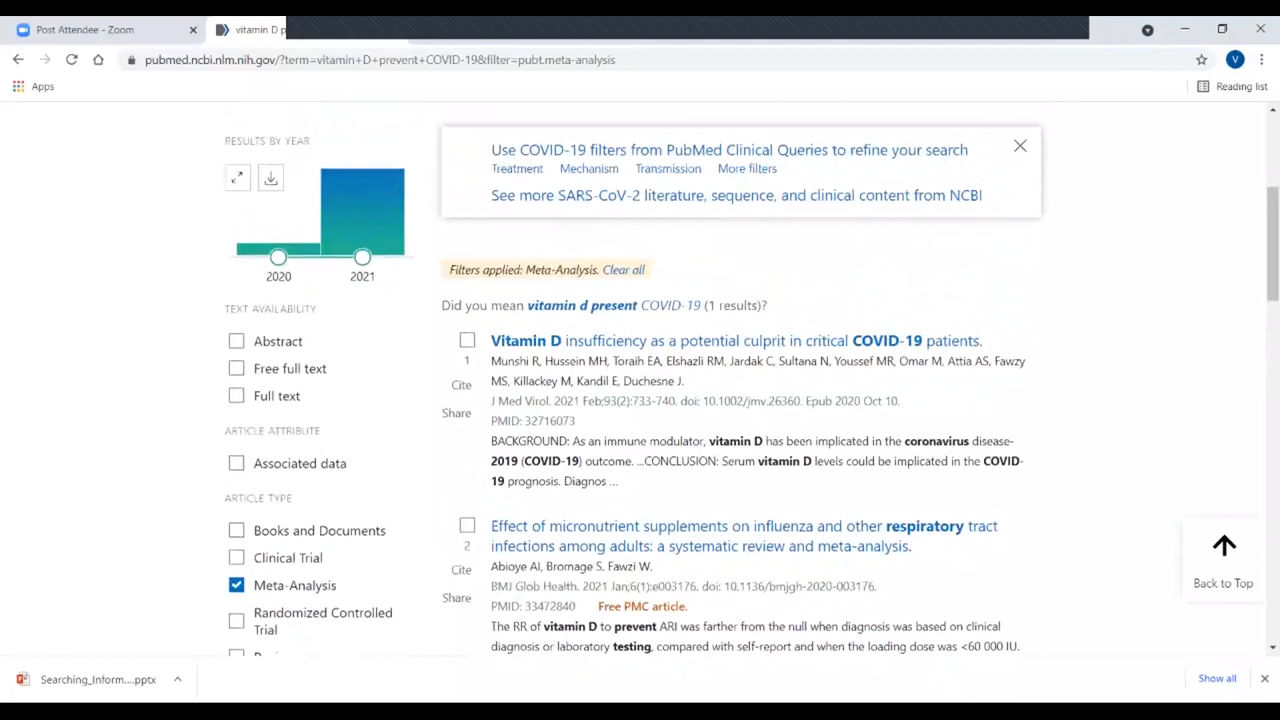 Post Attendee - Zoom
vitamin D p
pubmed.ncbi.nlm.nih.gov/?term=vitamin+D+prevent+COVID-19&filter=pubt.meta-analysis
V
Apps
Reading list
RESULTS BY YEAR
2020
2021
TEXT AVAILABILITY
Abstract
Free full text
Full text
ARTICLE ATTRIBUTE
Associated data
ARTICLE TYPE
Books and Documents
Clinical Trial
Meta-Analysis
Randomized Controlled
Trial
Use COVID-19 filters from PubMed Clinical Queries to refine your search
Treatment Mechanism Transmission More filters
See more SARS-CoV-2 literature, sequence, and clinical content from NCBI
Filters applied: Meta-Analysis. Clear all
Did you mean vitamin d present COVID-19 (1 results)?
Vitamin D insufficiency as a potential culprit in critical COVID-19 patients.
1
Cite
Share
Munshi R, Hussein MH, Toraih EA, Elshazli RM, Jardak C, Sultana N, Youssef MR, Omar M, Attia AS, Fawzy
MS, Killackey M, Kandil E, Duchesne J.
J Med Virol. 2021 Feb;93(2):733-740. doi: 10.1002/jmv.26360. Epub 2020 Oct 10.
PMID: 32716073
BACKGROUND: As an immune modulator, vitamin D has been implicated in the coronavirus disease-
2019 (COVID-19) outcome. ...CONCLUSION: Serum vitamin D levels could be implicated in the COVID-
19 prognosis. Diagnos ...
Effect of micronutrient supplements on influenza and other respiratory tract
infections among adults: a systematic review and meta-analysis.
2
Cite
Share
Abioye AI, Bromage S, Fawzi W.
BMJ Glob Health. 2021 Jan;6(1):e003176. doi: 10.1136/bmjgh-2020-003176.
PMID: 33472840 Free PMC article.
The RR of vitamin D to prevent ARI was farther from the null when diagnosis was based on clinical
diagnosis or laboratory testing, compared with self-report and when the loading dose was <60 000 IU.
Back to Top
Searching_Inform....pptx
Show all